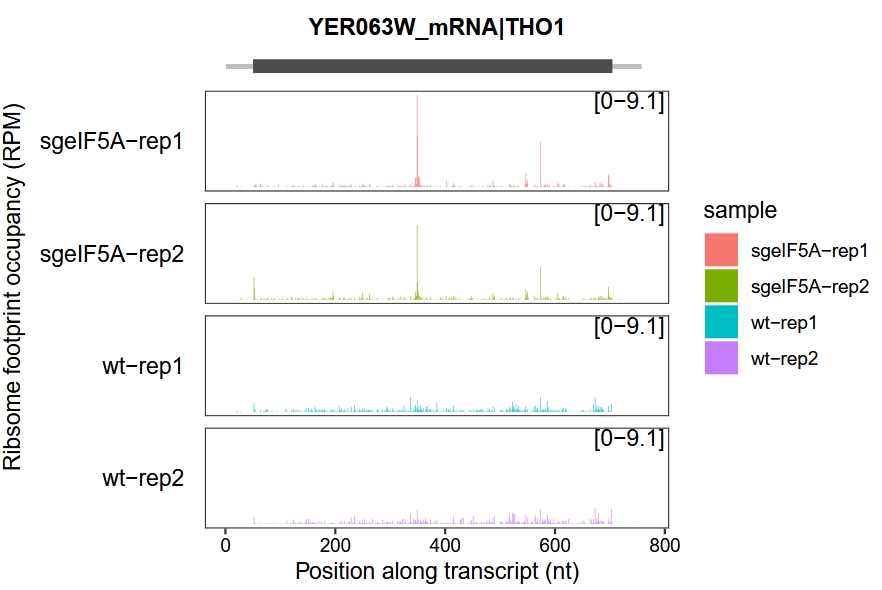 YER063W_mRNA|THO1
Ribsome footprint occupancy (RPM)
sgeIF5A−rep1
[0−9.1]
sgeIF5A−rep2
[0−9.1]
wt−rep1
[0−9.1]
wt−rep2
[0−9.1]
0 200 400 600 800
Position along transcript (nt)
sample
sgeIF5A−rep1
sgeIF5A−rep2
wt−rep1
wt−rep2